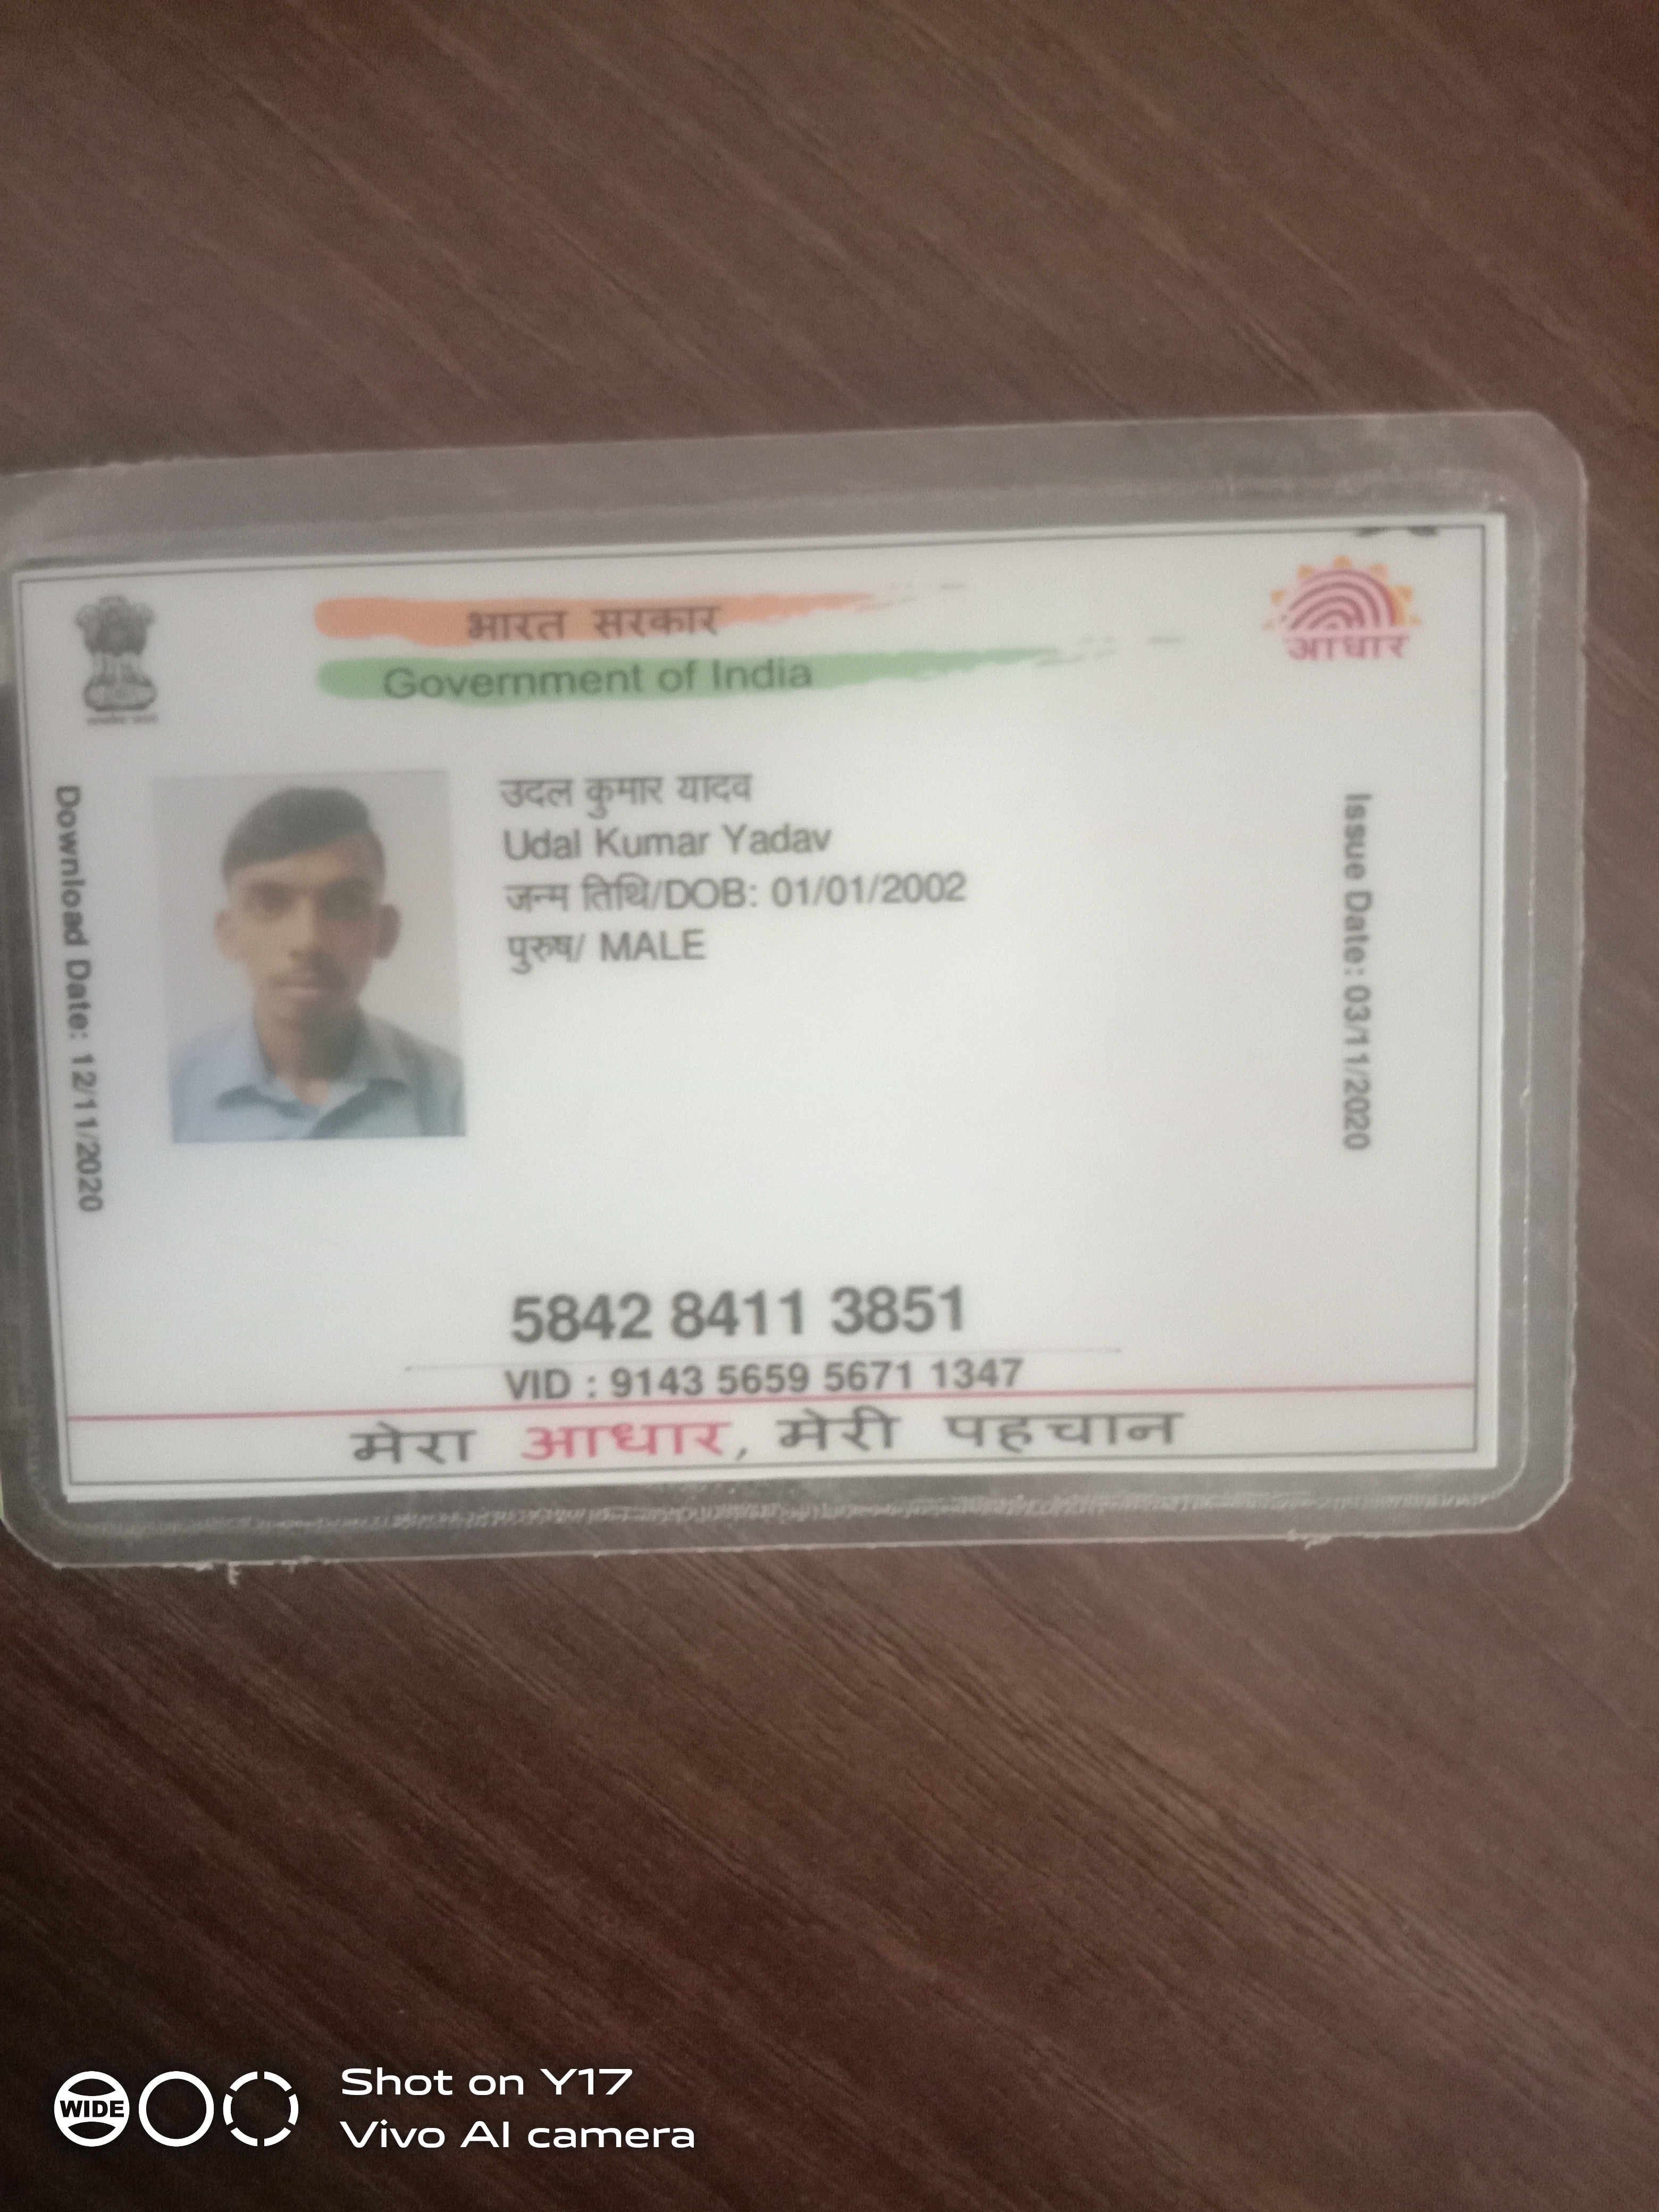 भारत सरकार
Government of India
आधार
उदल कुमार यादव
Udal Kumar Yadav
जन्म तिथि/DOB: 01/01/2002
पुरुष/ MALE
Download Date: 12/11/2020
Issue Date: 03/11/2020
5842 8411 3851
VID : 9143 5659 5671 1347
मेरा आधार, मेरी पहचान
WIDE
Shot on Y17
Vivo AI camera